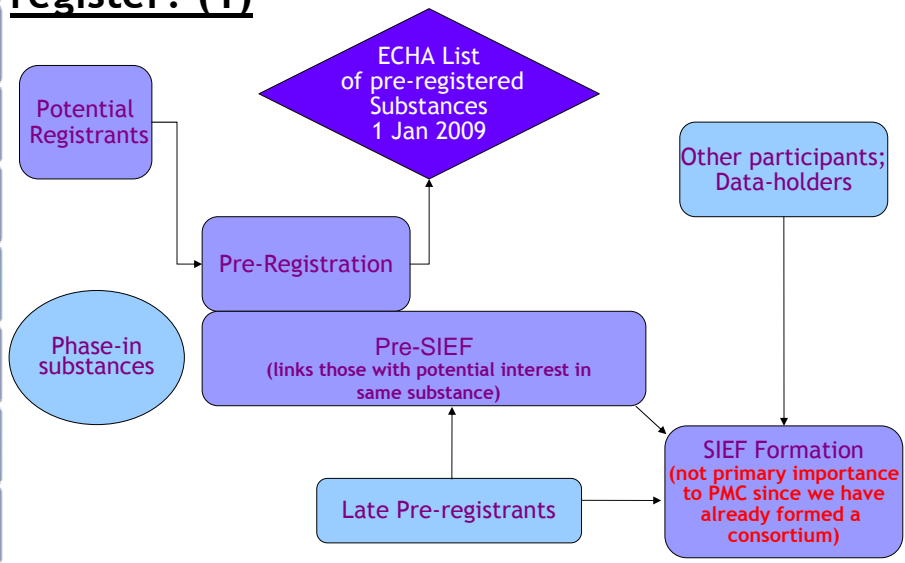 register? (1)
ECHA List
of pre-registered
Substances
1 Jan 2009
Potential
Registrants
Other participants;
Data-holders
Pre-Registration
Phase-in
substances
Pre-SIEF
(links those with potential interest in
same substance)
SIEF Formation
(not primary importance
to PMC since we have
already formed a
consortium)
Late Pre-registrants